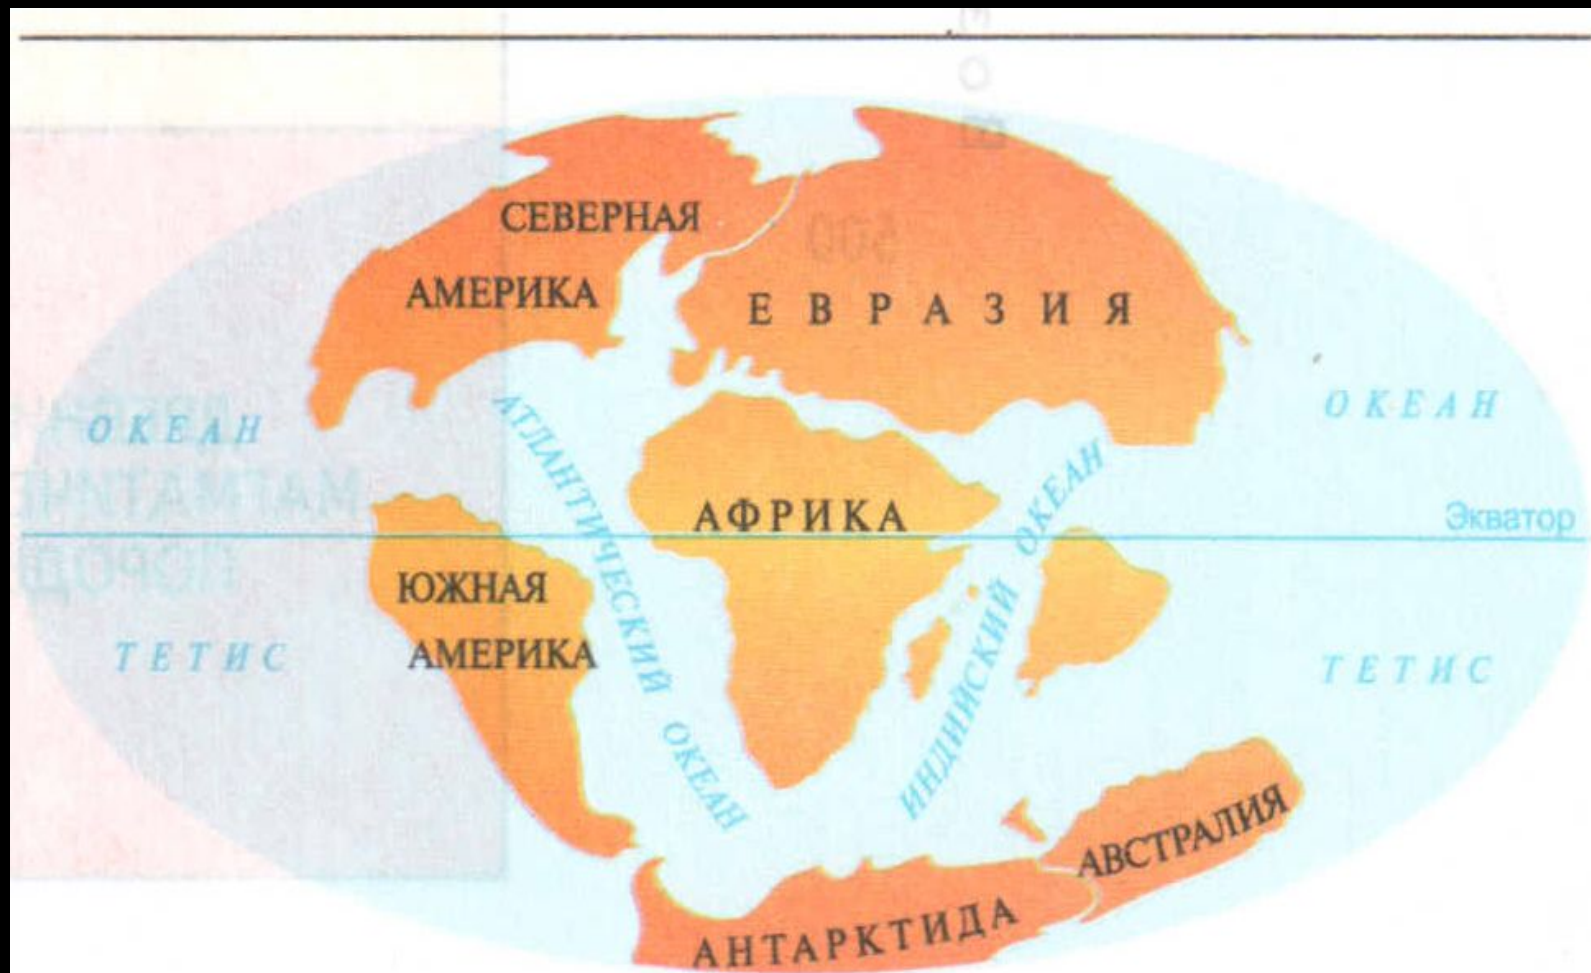 СЕВЕРНАЯ
АМЕРИКА
ЕВРАЗИЯ
ОКЕАН
АТЛАНТИЧЕСКИЙ ОКЕАН
ОКЕАН
АФРИКА
ИНДИЙСКИЙ ОКЕАН
Экватор
ЮЖНАЯ
АМЕРИКА
ТЕТИС
ТЕТИС
АВСТРАЛИЯ
АНТАРКТИДА